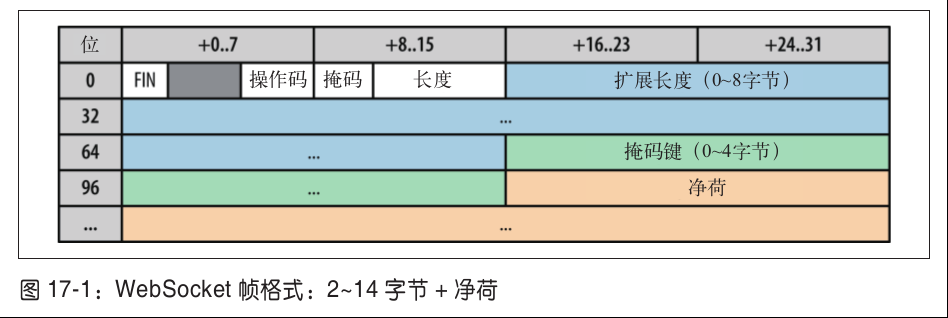 位 +0..7 +8..15 +16..23 +24..31
0 FIN 操作码 掩码 长度 扩展长度（0~8字节）
32 ...
64 ... 掩码键（0~4字节）
96 ... 净荷
... ...
图 17-1：WebSocket 帧格式：2~14 字节 + 净荷